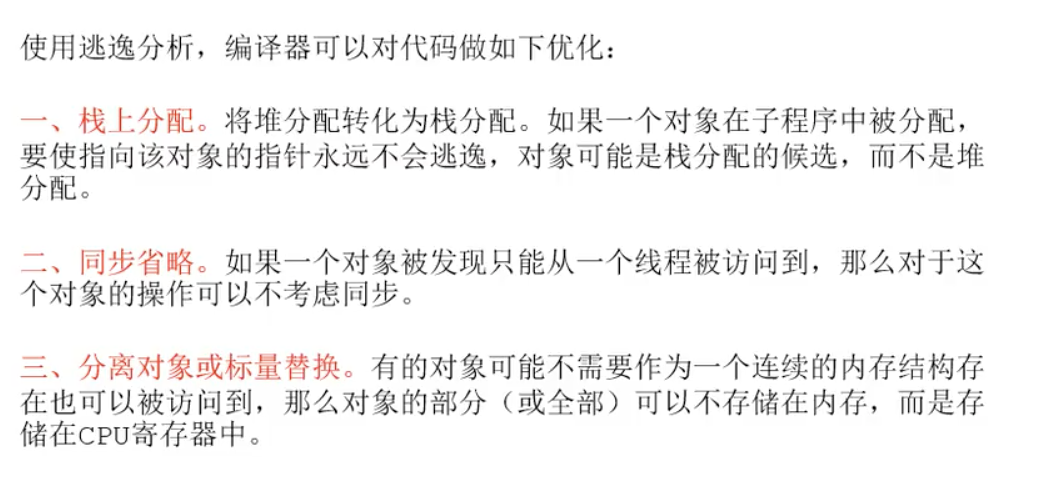 使用逃逸分析，编译器可以对代码做如下优化：
一、栈上分配。将堆分配转化为栈分配。如果一个对象在子程序中被分配，
要使指向该对象的指针永远不会逃逸，对象可能是栈分配的候选，而不是堆
分配。
二、同步省略。如果一个对象被发现只能从一个线程被访问到，那么对于这
个对象的操作可以不考虑同步。
三、分离对象或标量替换。有的对象可能不需要作为一个连续的内存结构存
在也可以被访问到，那么对象的部分（或全部）可以不存储在内存，而是存
储在CPU寄存器中。